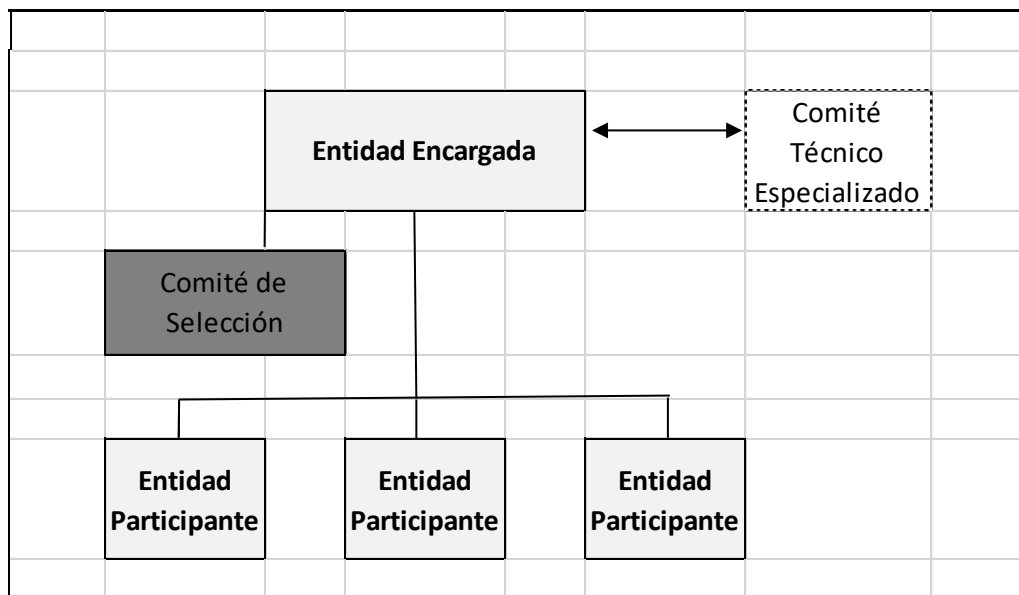 Entidad Encargada
Comité
Técnico
Especializado
Comité de
Selección
Entidad
Participante
Entidad
Participante
Entidad
Participante